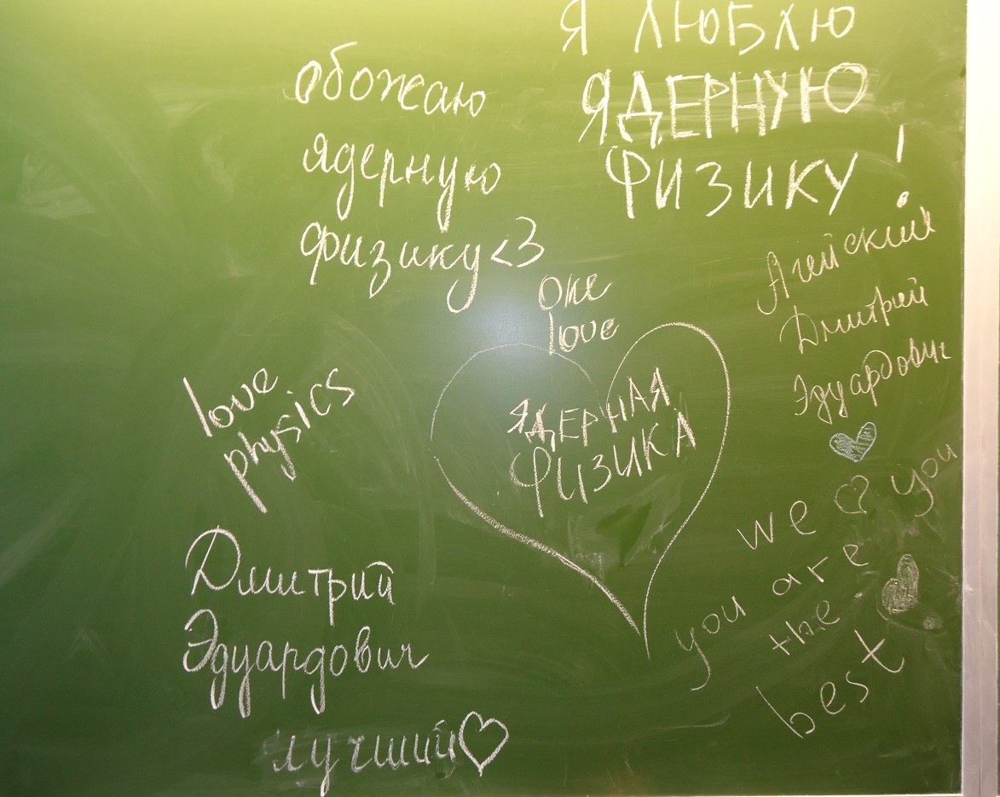 Я ЛЮБЛЮ
ЯДЕРНУЮ
ФИЗИКУ!
обожаю
ядерную
физику<3
one
love
Агейский
Дмитрий
Эдуардович
love
physics
ЯДЕРНАЯ
ФИЗИКА
we ♡ you
you are
the
best
Дмитрий
Эдуардович
лучший♡